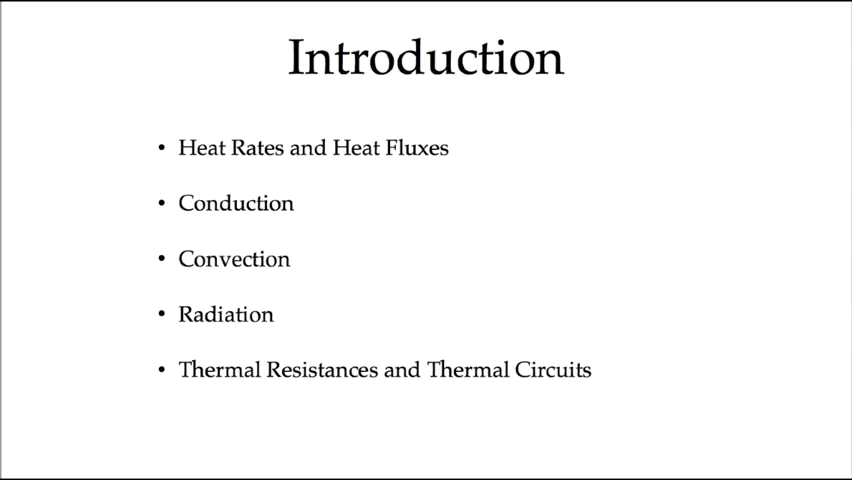 Introduction
• Heat Rates and Heat Fluxes
• Conduction
• Convection
• Radiation
• Thermal Resistances and Thermal Circuits